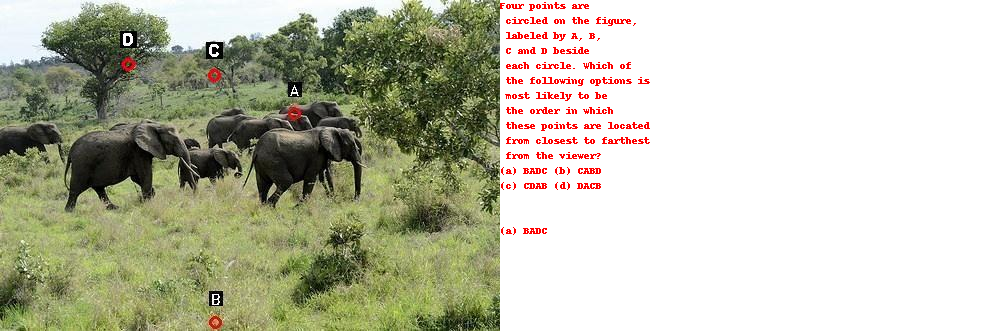 D
C
A
B
Four points are
circled on the figure,
labeled by A, B,
C and D beside
each circle. Which of
the following options is
most likely to be
the order in which
these points are located
from closest to farthest
from the viewer?
(a) BADC (b) CABD
(c) CDAB (d) DACB
(a) BADC